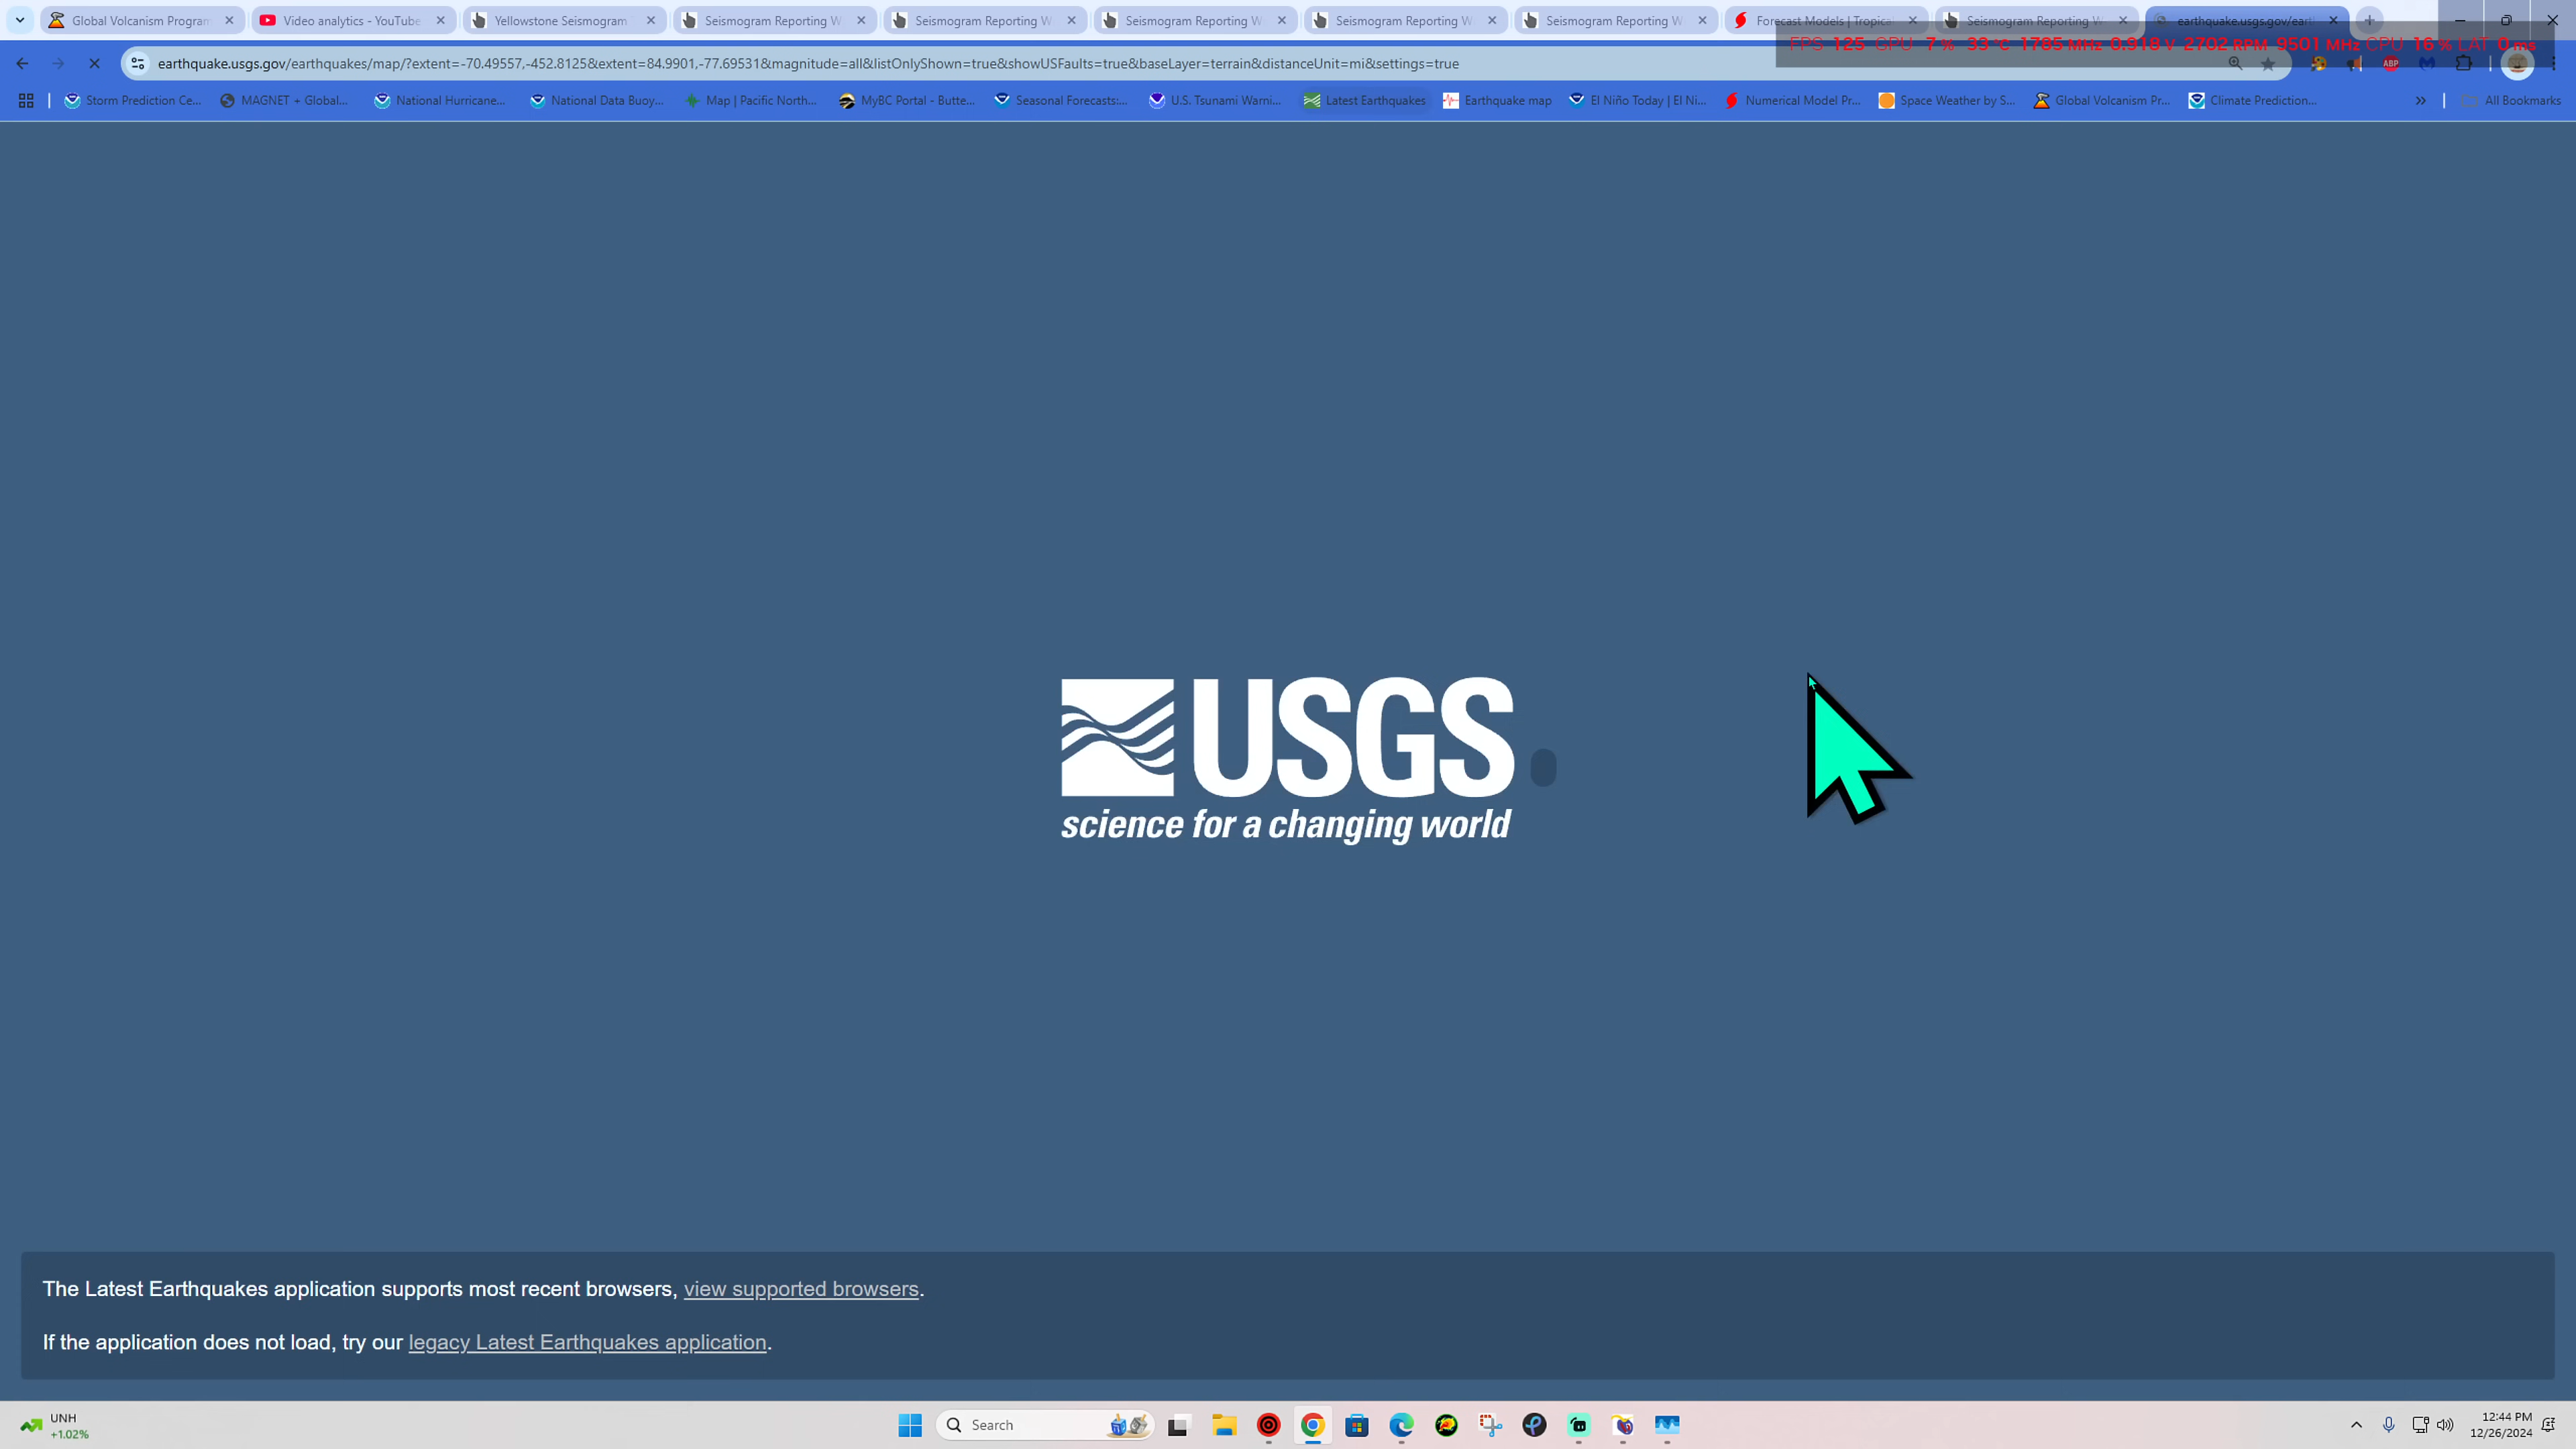 Global Volcanism Program
Video analytics - YouTube
Yellowstone Seismogram
Seismogram Reporting W
Seismogram Reporting W
Seismogram Reporting W
Seismogram Reporting W
Seismogram Reporting W
Forecast Models | Tropica
Seismogram Reporting W
earthquake.usgs.gov/eart
FPS 125 GPU 7 % 33 °C 1785 MHz 0.918 V 2702 RPM 9501 MHz CPU 16 % LAT 0 ms
earthquake.usgs.gov/earthquakes/map/?extent=-70.49557,-452.8125&extent=84.9901,-77.69531&magnitude=all&listOnlyShown=true&showUSFaults=true&baseLayer=terrain&distanceUnit=mi&settings=true
ABP
Storm Prediction Ce...
MAGNET + Global...
National Hurricane...
National Data Buoy...
Map | Pacific North...
MyBC Portal - Butte...
Seasonal Forecasts:...
U.S. Tsunami Warni...
Latest Earthquakes
Earthquake map
El Niño Today | El Ni...
Numerical Model Pr...
Space Weather by S...
Global Volcanism Pr...
Climate Prediction...
All Bookmarks
USGS
science for a changing world
The Latest Earthquakes application supports most recent browsers, view supported browsers.
If the application does not load, try our legacy Latest Earthquakes application.
UNH
+1.02%
Search
12:44 PM
12/26/2024